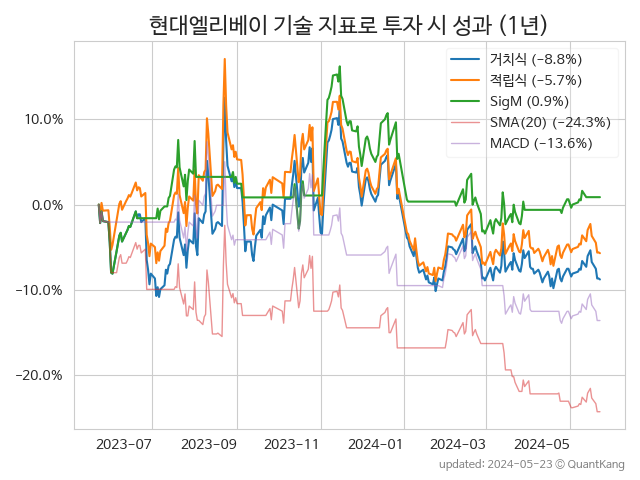 현대엘리베이 기술 지표로 투자 시 성과 (1년)
거치식 (−8.8%)
적립식 (−5.7%)
SigM (0.9%)
SMA(20) (−24.3%)
MACD (−13.6%)
10.0%
0.0%
−10.0%
−20.0%
2023−07
2023−09
2023−11
2024−01
2024−03
2024−05
updated: 2024-05-23 © QuantKang